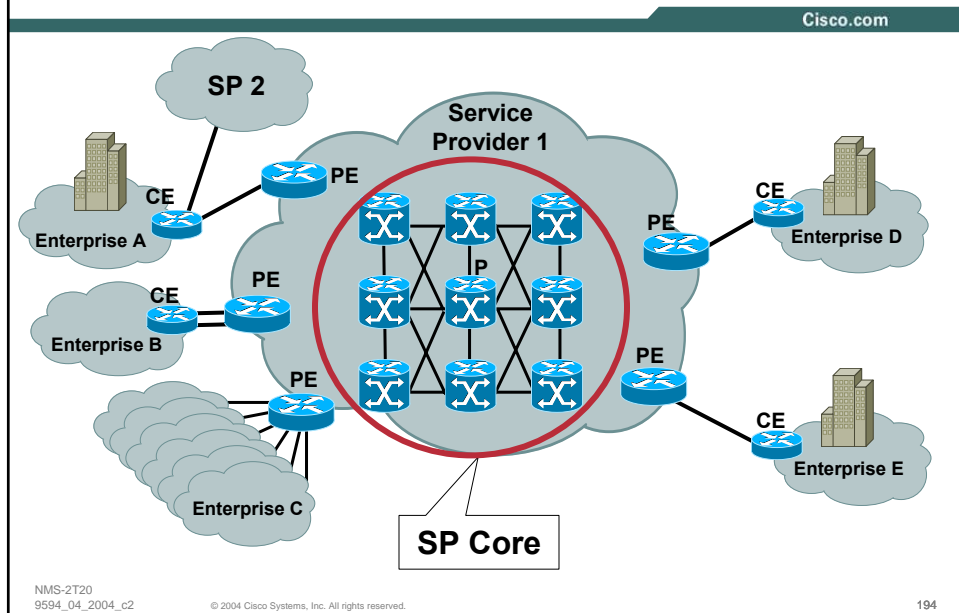 Cisco.com
SP 2
Service
Provider 1
PE
CE
Enterprise A
CE
Enterprise D
PE
P
PE
CE
Enterprise B
PE
PE
CE
Enterprise C
Enterprise E
SP Core
NMS-2T20
9594_04_2004_c2
© 2004 Cisco Systems, Inc. All rights reserved.
194